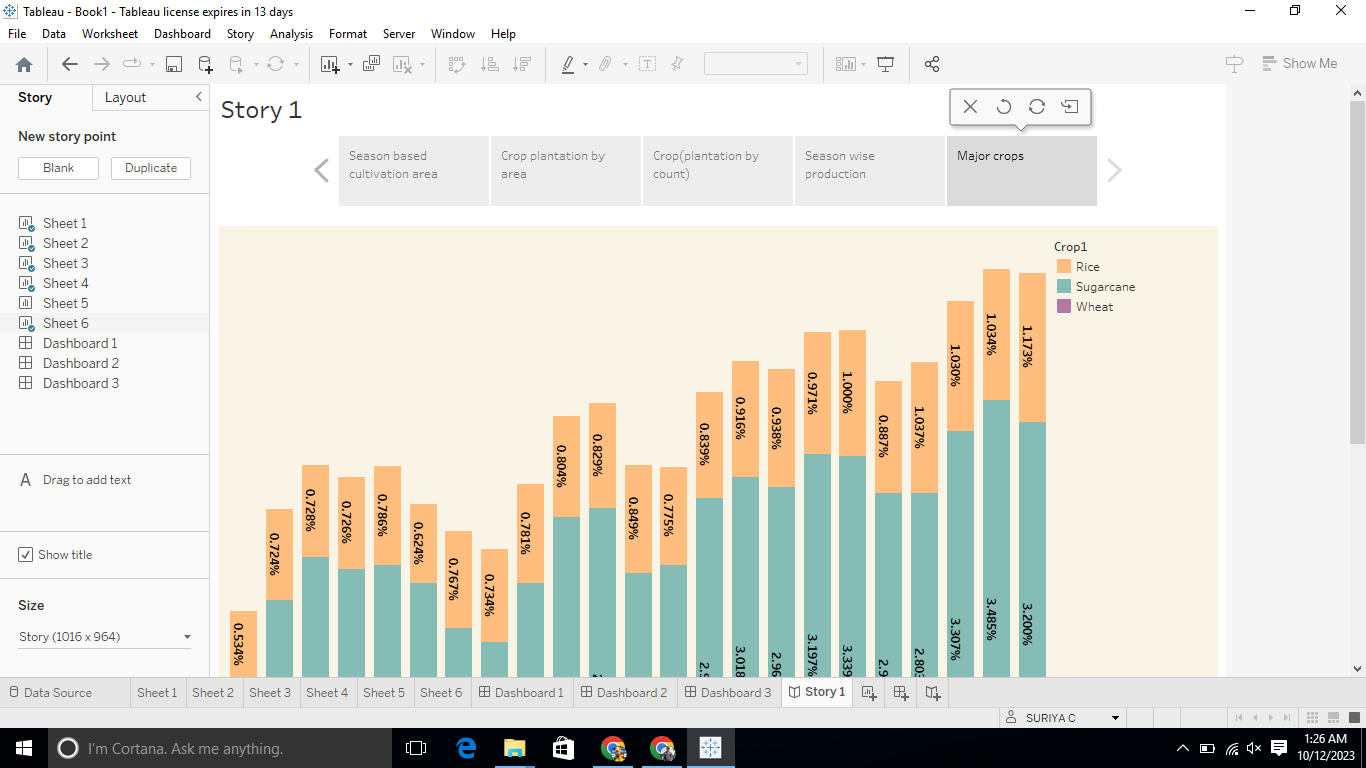 Tableau - Book1 - Tableau license expires in 13 days
File Data Worksheet Dashboard Story Analysis Format Server Window Help
Show Me
Story Layout
New story point
Blank Duplicate
Sheet 1
Sheet 2
Sheet 3
Sheet 4
Sheet 5
Sheet 6
Dashboard 1
Dashboard 2
Dashboard 3
A Drag to add text
Show title
Size
Story (1016 x 964)
Story 1
Season based
cultivation area
Crop plantation by
area
Crop(plantation by
count)
Season wise
production
Major crops
Crop1
Rice
Sugarcane
Wheat
0.534%
0.724%
0.728%
0.726%
0.786%
0.624%
0.767%
0.734%
0.781%
0.804%
0.829%
0.849%
0.775%
0.839%
0.916%
0.938%
0.971%
1.000%
0.887%
1.037%
1.030%
1.034%
1.173%
3.018
2.96
3.197%
3.339
2.9
2.803
3.307%
3.485%
3.200%
Data Source Sheet 1 Sheet 2 Sheet 3 Sheet 4 Sheet 5 Sheet 6 Dashboard 1 Dashboard 2 Dashboard 3 Story 1
SURIYA C
I'm Cortana. Ask me anything.
1:26 AM
10/12/2023